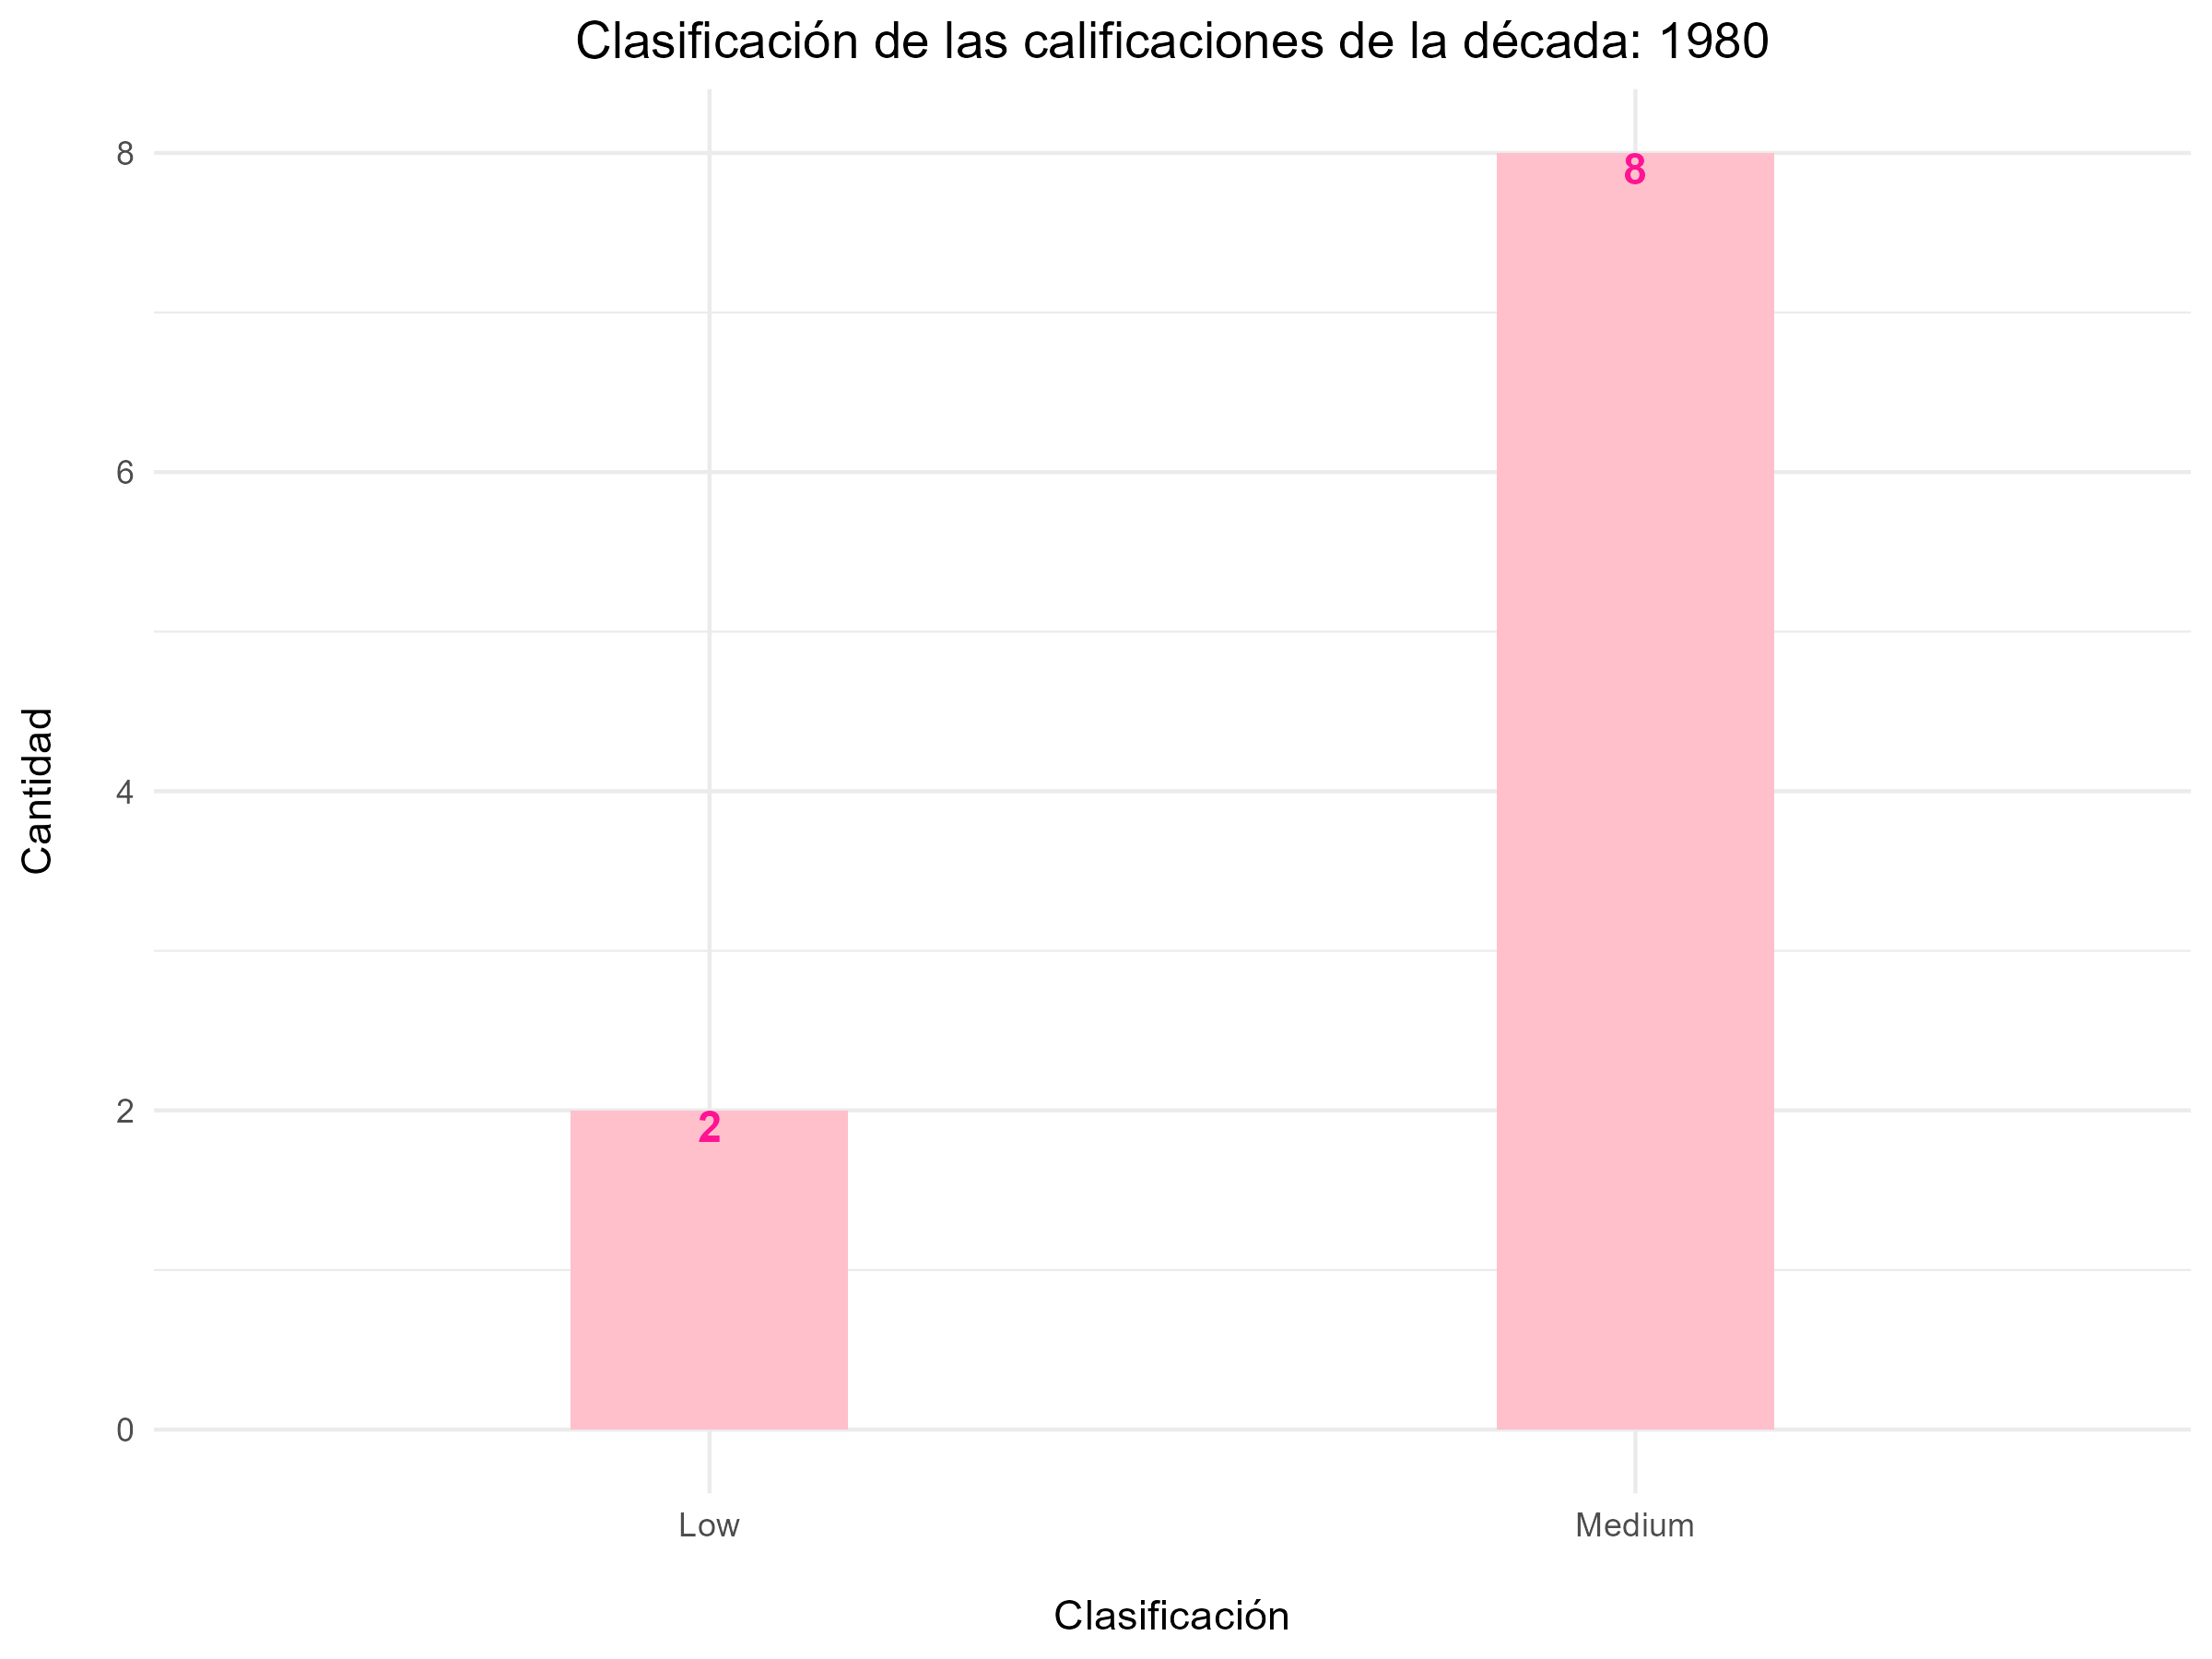 Clasificación de las calificaciones de la década: 1980
8
8
6
4
2
2
0
Cantidad
Low
Medium
Clasificación